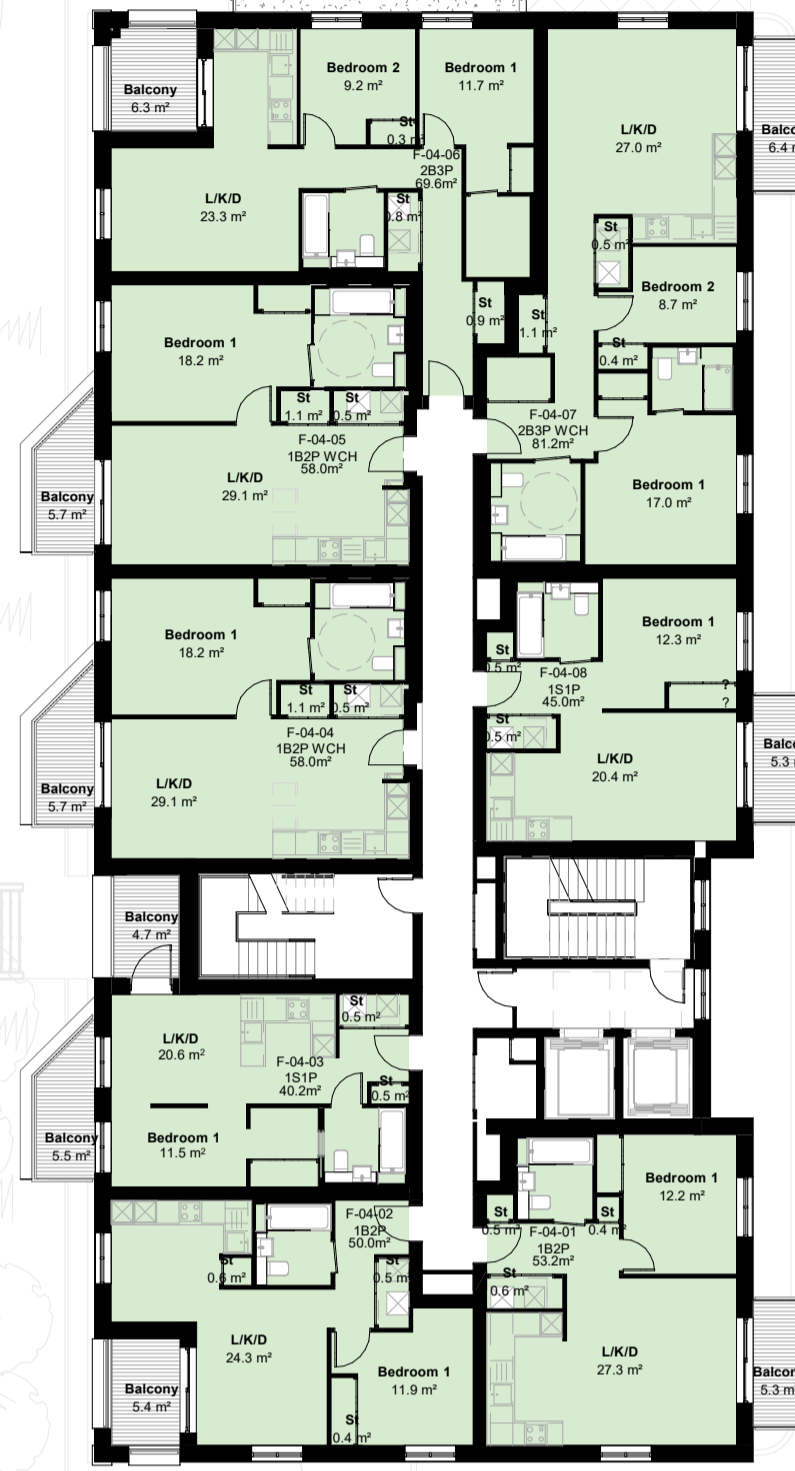 Balcony
6.3 m²
Bedroom 2
9.2 m²
Bedroom 1
11.7 m²
St
0.3 m²
F-04-06
2B3P
69.6m²
L/K/D
23.3 m²
St
0.8 m²
L/K/D
27.0 m²
Balc
6.4
St
0.5 m²
Bedroom 2
8.7 m²
St
0.9 m²
St
1.1 m²
St
0.4 m²
F-04-07
2B3P WCH
81.2m²
Bedroom 1
17.0 m²
Bedroom 1
18.2 m²
St
1.1 m²
St
0.5 m²
F-04-05
1B2P WCH
58.0m²
L/K/D
29.1 m²
Balcony
5.7 m²
Bedroom 1
18.2 m²
St
1.1 m²
St
0.5 m²
F-04-04
1B2P WCH
58.0m²
L/K/D
29.1 m²
Balcony
5.7 m²
Bedroom 1
12.3 m²
St
0.5 m²
F-04-08
1S1P
45.0m²
?
?
St
0.5 m²
L/K/D
20.4 m²
Balc
5.3
Balcony
4.7 m²
L/K/D
20.6 m²
St
0.5 m²
F-04-03
1S1P
40.2m²
St
0.5 m²
Bedroom 1
11.5 m²
Balcony
5.5 m²
F-04-02
1B2P
50.0m²
St
0.6 m²
St
0.5 m²
L/K/D
24.3 m²
Bedroom 1
11.9 m²
St
0.4 m²
Balcony
5.4 m²
Bedroom 1
12.2 m²
St
0.5 m²
St
0.4 m²
F-04-01
1B2P
53.2m²
St
0.6 m²
L/K/D
27.3 m²
Balcon
5.3 m